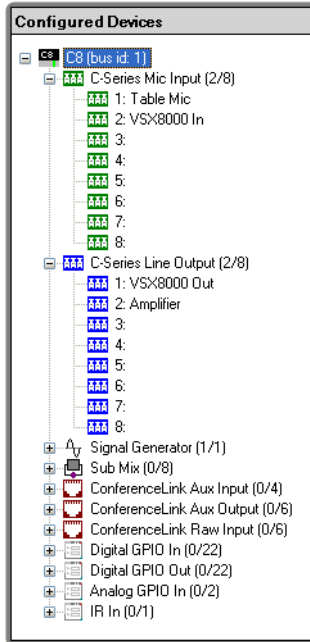 Configured Devices
C8 C8 (bus id: 1)
C-Series Mic Input (2/8)
1: Table Mic
2: VSX8000 In
3:
4:
5:
6:
7:
8:
C-Series Line Output (2/8)
1: VSX8000 Out
2: Amplifier
3:
4:
5:
6:
7:
8:
Signal Generator (1/1)
Sub Mix (0/8)
ConferenceLink Aux Input (0/4)
ConferenceLink Aux Output (0/6)
ConferenceLink Raw Input (0/6)
Digital GPIO In (0/22)
Digital GPIO Out (0/22)
Analog GPIO In (0/2)
IR In (0/1)